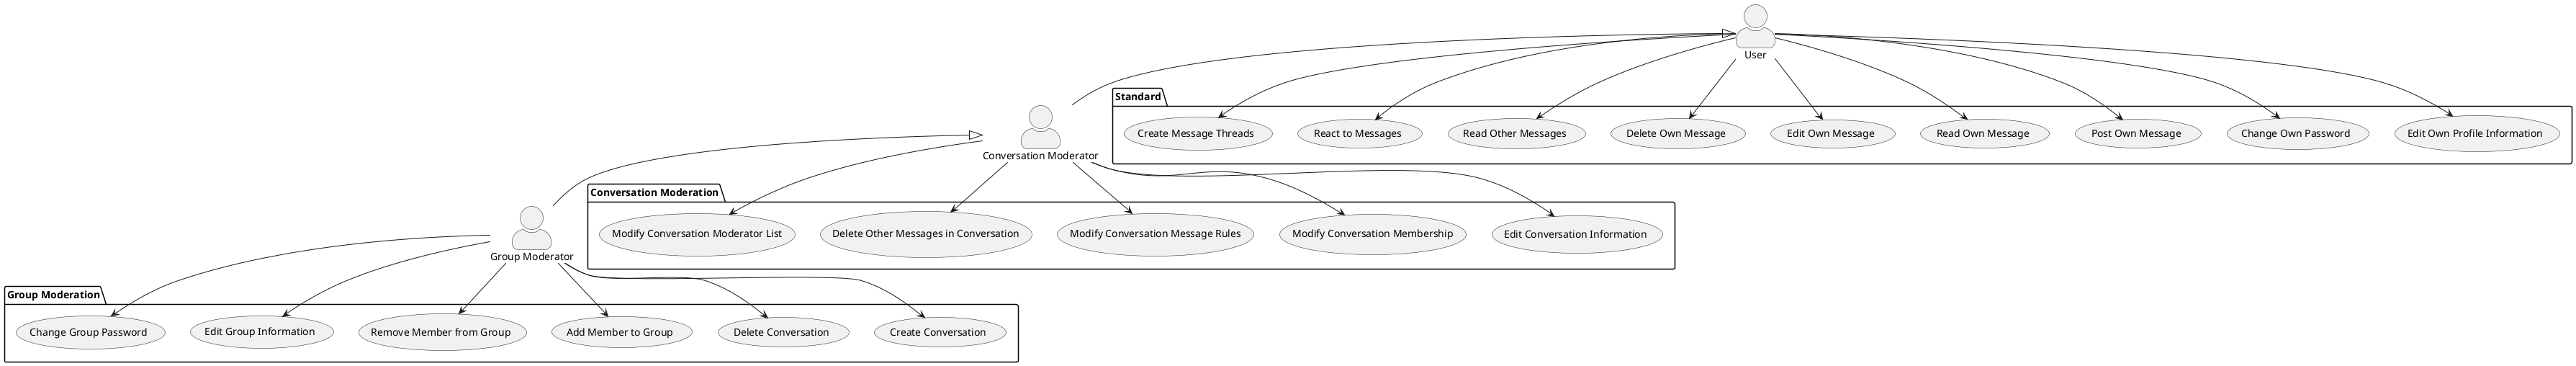 User
Standard
Create Message Threads
React to Messages
Read Other Messages
Delete Own Message
Edit Own Message
Read Own Message
Post Own Message
Change Own Password
Edit Own Profile Information
Conversation Moderator
Conversation Moderation
Modify Conversation Moderator List
Delete Other Messages in Conversation
Modify Conversation Message Rules
Modify Conversation Membership
Edit Conversation Information
Group Moderator
Group Moderation
Change Group Password
Edit Group Information
Remove Member from Group
Add Member to Group
Delete Conversation
Create Conversation